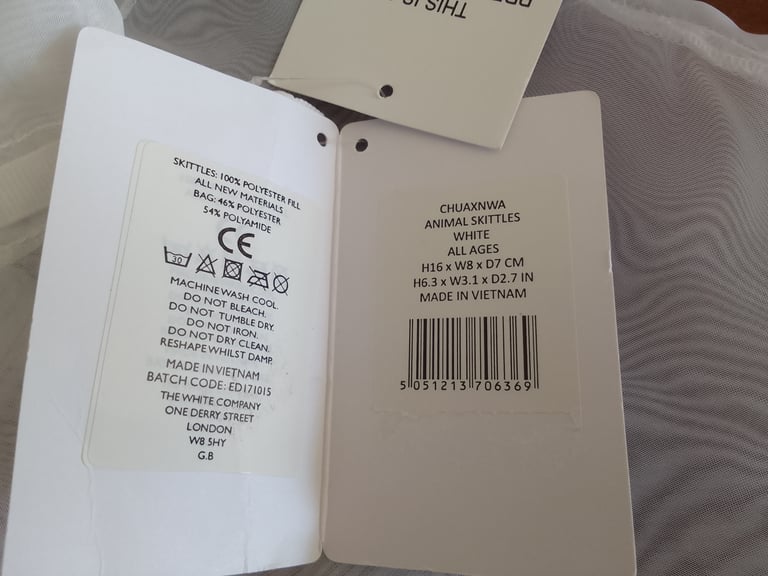 THIS IS
SKITTLES: 100% POLYESTER FILL
ALL NEW MATERIALS
BAG: 46% POLYESTER
54% POLYAMIDE
CE
30
MACHINE WASH COOL.
DO NOT BLEACH.
DO NOT TUMBLE DRY.
DO NOT IRON.
DO NOT DRY CLEAN.
RESHAPE WHILST DAMP.
MADE IN VIETNAM
BATCH CODE: ED171015
THE WHITE COMPANY
ONE DERRY STREET
LONDON
W8 5HY
G.B
CHUAXNWA
ANIMAL SKITTLES
WHITE
ALL AGES
H16 x W8 x D7 CM
H6.3 x W3.1 x D2.7 IN
MADE IN VIETNAM
5 051213 706369